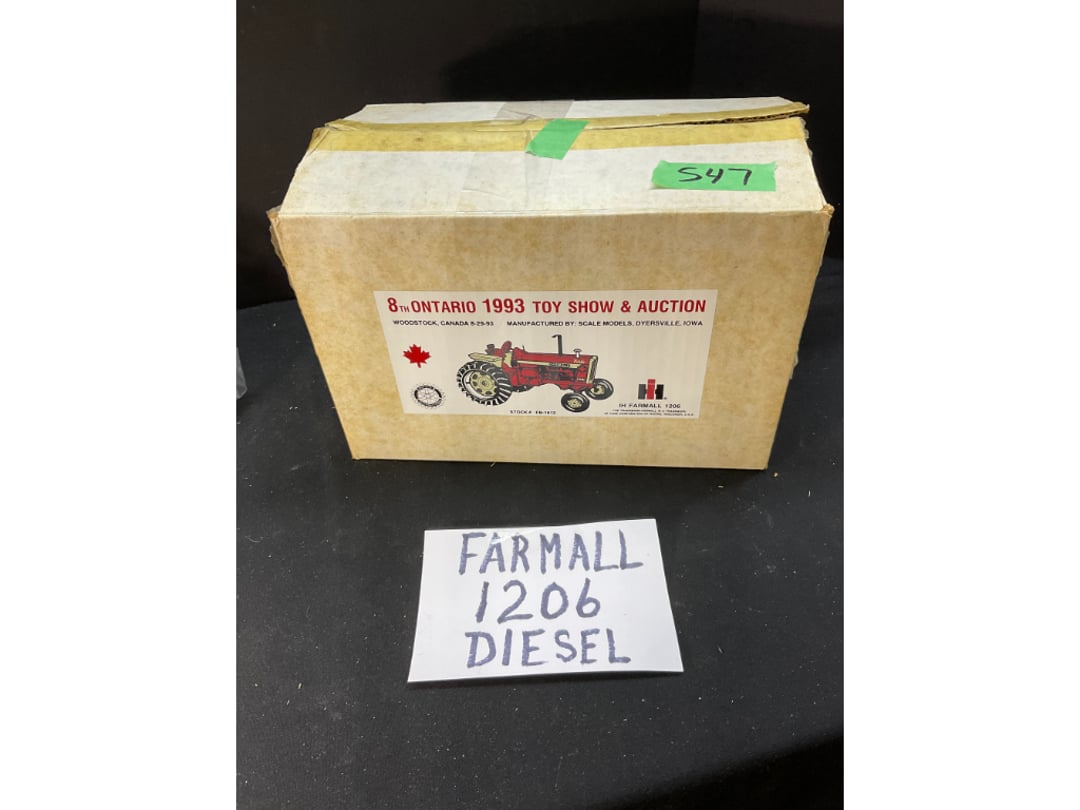 S47
8TH ONTARIO 1993 TOY SHOW & AUCTION
WOODSTOCK, CANADA 8-29-93 MANUFACTURED BY: SCALE MODELS, DYERSVILLE, IOWA
IH
IH FARMALL 1206
STOCK#
FARMALL
1206
DIESEL